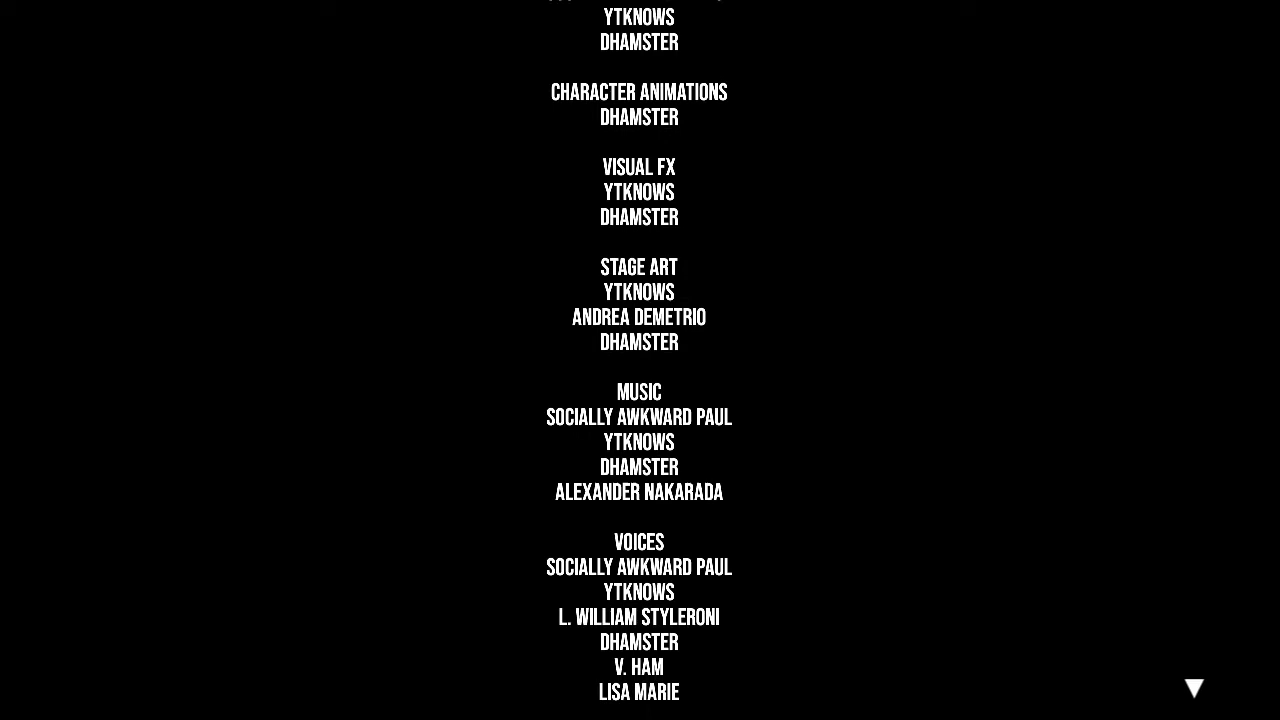 YTKNOWS
DHAMSTER
CHARACTER ANIMATIONS
DHAMSTER
VISUAL FX
YTKNOWS
DHAMSTER
STAGE ART
YTKNOWS
ANDREA DEMETRIO
DHAMSTER
MUSIC
SOCIALLY AWKWARD PAUL
YTKNOWS
DHAMSTER
ALEXANDER NAKARADA
VOICES
SOCIALLY AWKWARD PAUL
YTKNOWS
L. WILLIAM STYLERONI
DHAMSTER
V. HAM
LISA MARIE